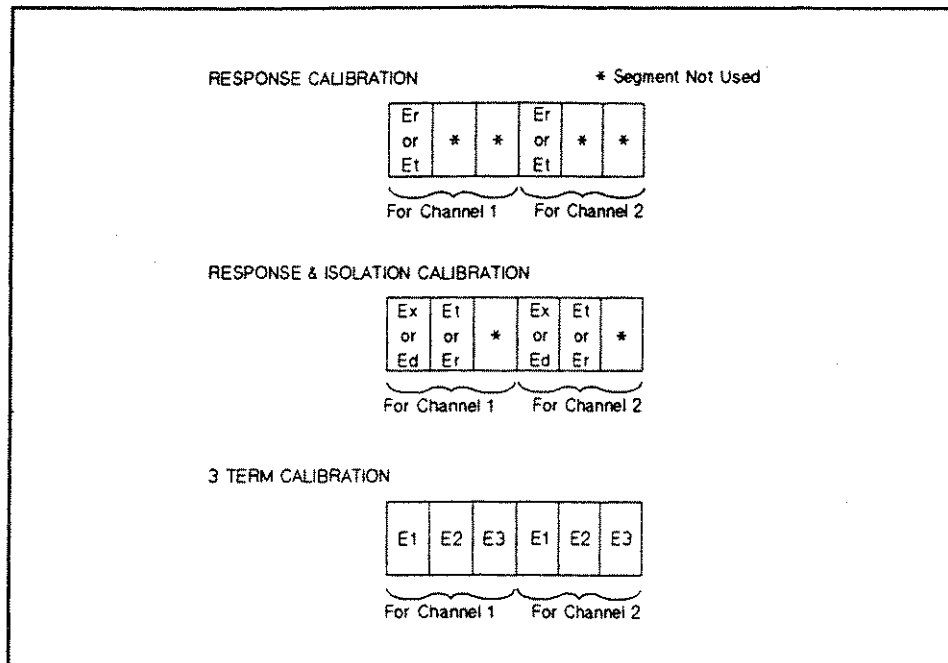 RESPONSE CALIBRATION * Segment Not Used
Er Er
or * * or * *
Et Et
For Channel 1 For Channel 2
RESPONSE & ISOLATION CALIBRATION
Ex Et Ex Et
or or * or or *
Ed Er Ed Er
For Channel 1 For Channel 2
3 TERM CALIBRATION
E1 E2 E3 E1 E2 E3
For Channel 1 For Channel 2